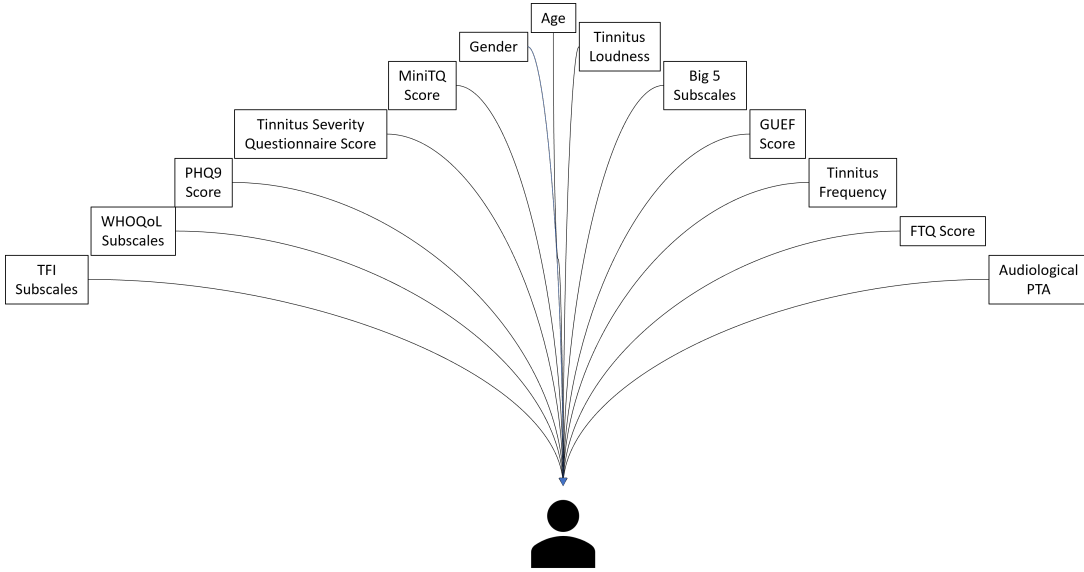 Age
Gender
Tinnitus
Loudness
MiniTQ
Score
Big 5
Subscales
Tinnitus Severity
Questionnaire Score
GUEF
Score
PHQ9
Score
Tinnitus
Frequency
WHOQoL
Subscales
FTQ Score
TFI
Subscales
Audiological
PTA